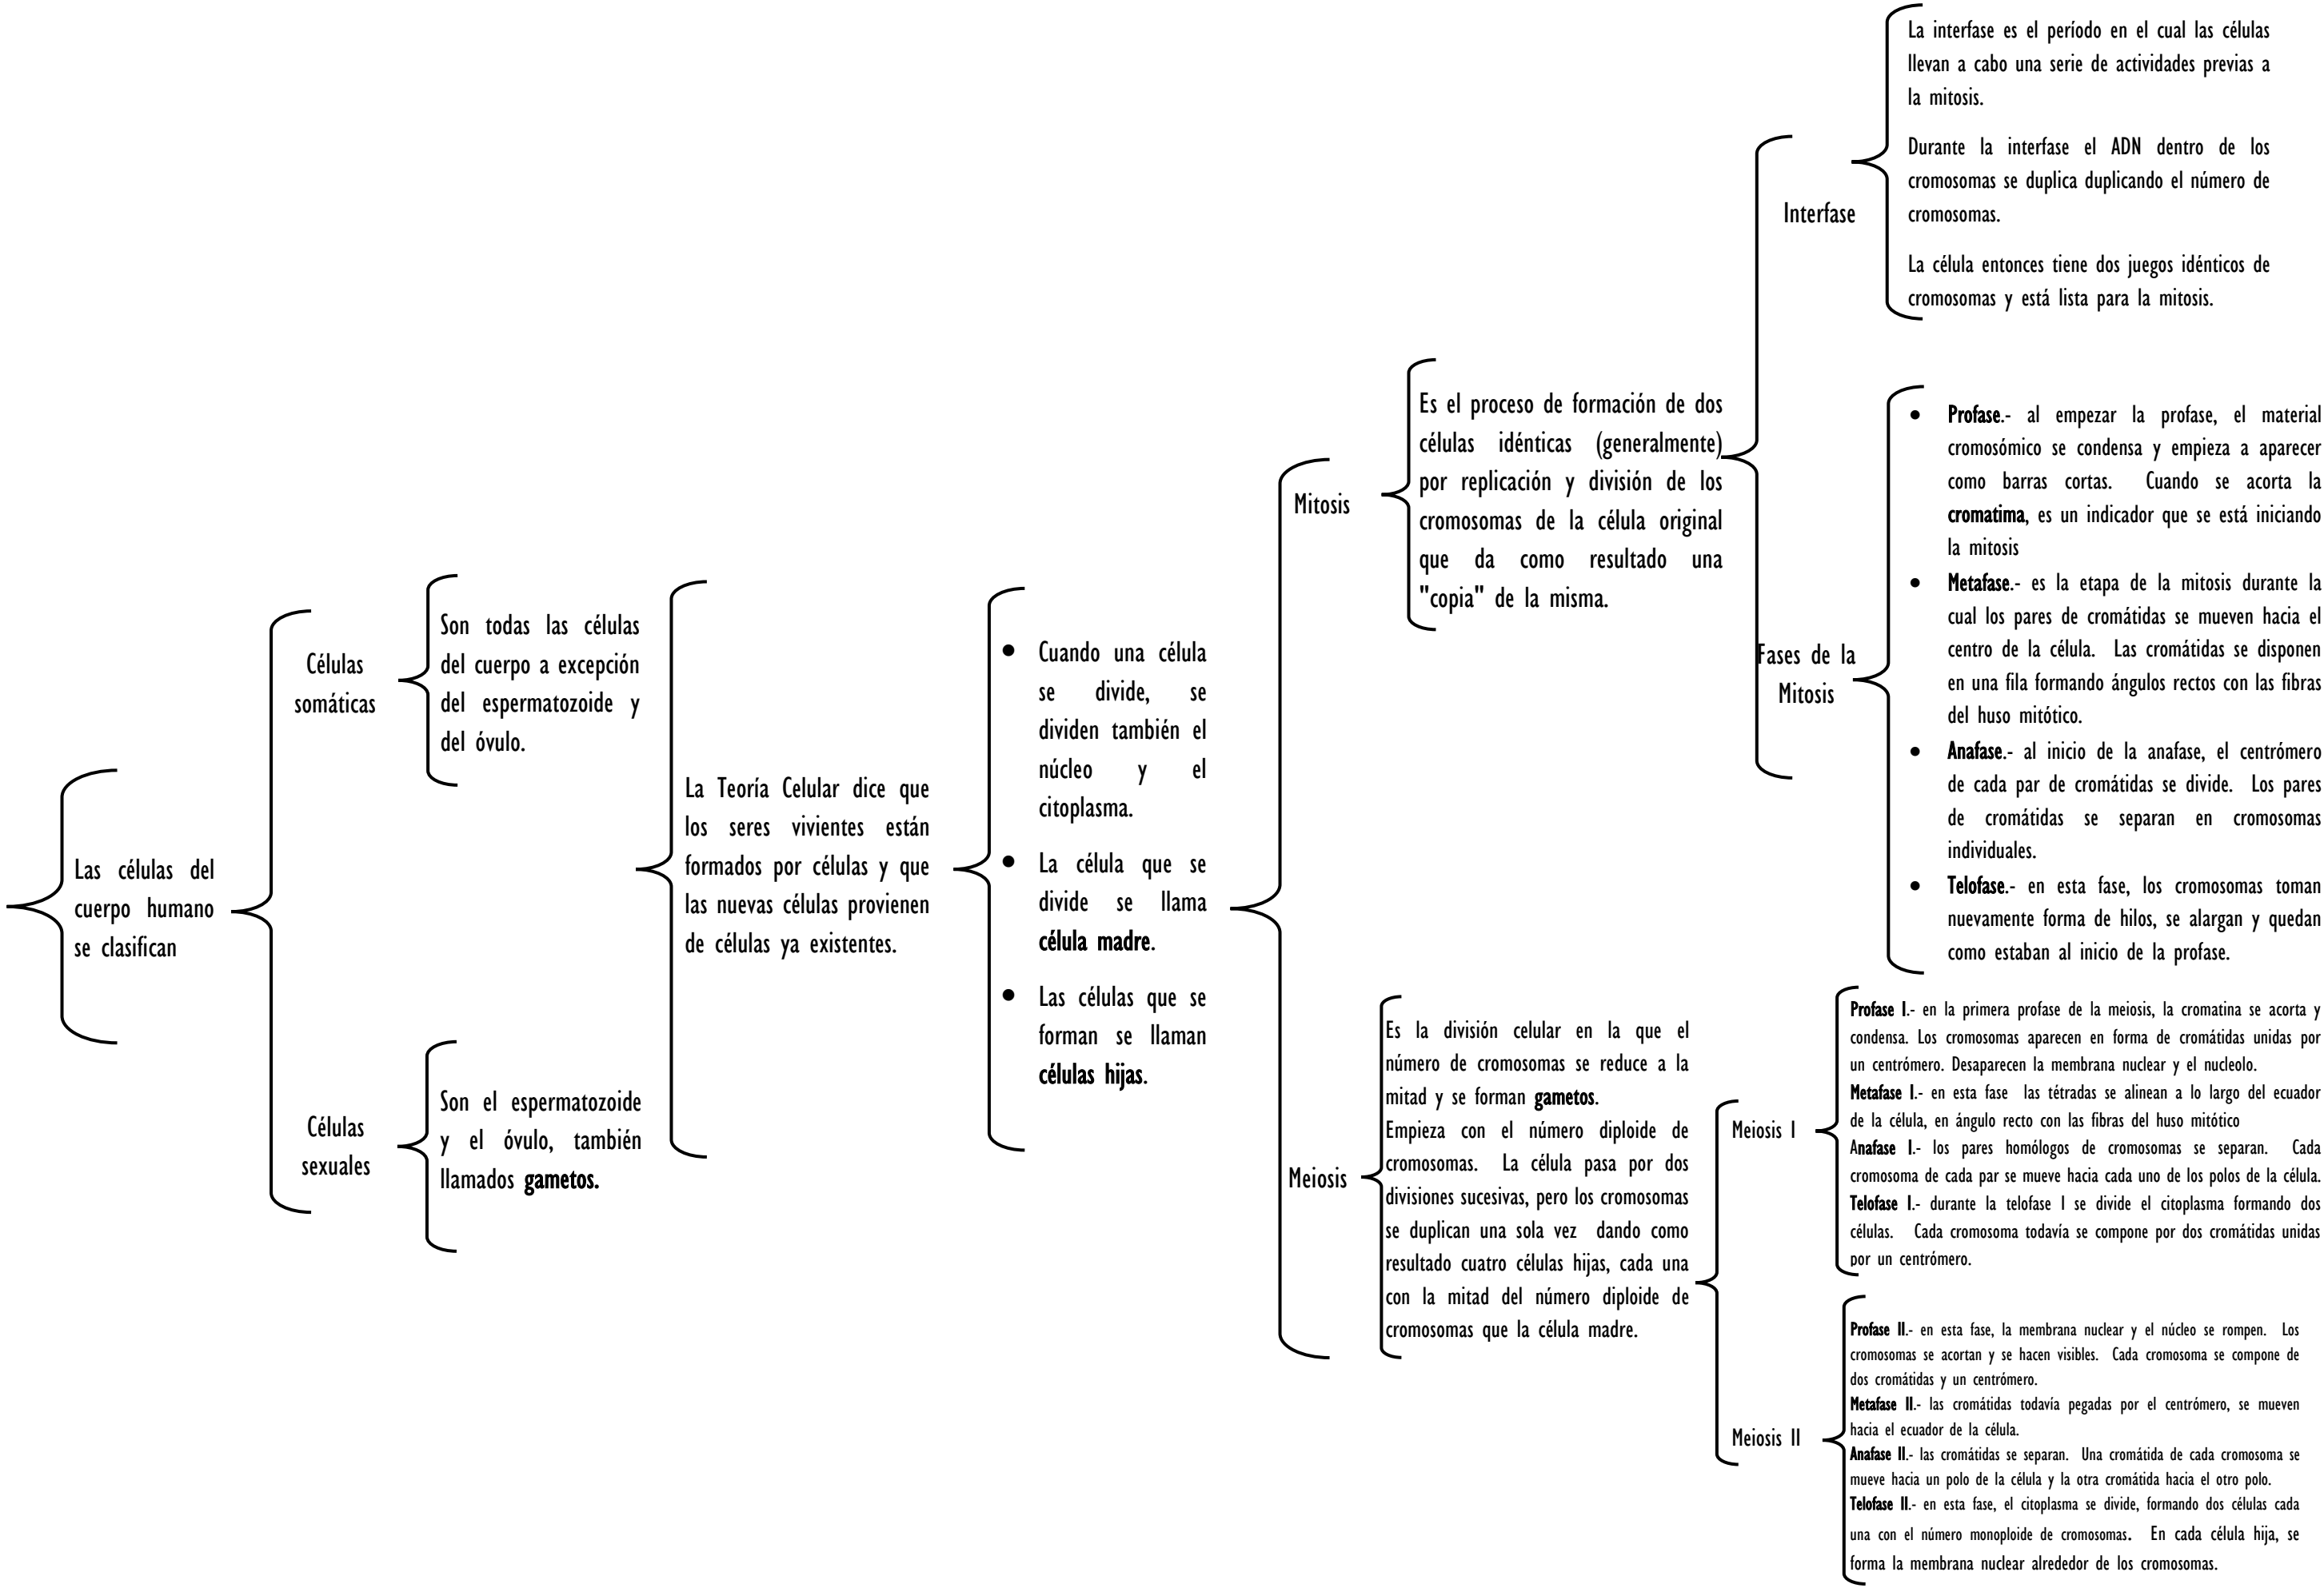 Las células del
cuerpo humano
se clasifican
Células
somáticas
Son todas las células
del cuerpo a excepción
del espermatozoide y
del óvulo.
Células
sexuales
Son el espermatozoide
y el óvulo, también
llamados gametos.
La Teoría Celular dice que
los seres vivientes están
formados por células y que
las nuevas células provienen
de células ya existentes.
• Cuando una célula
se divide, se
dividen también el
núcleo y el
citoplasma.
• La célula que se
divide se llama
célula madre.
• Las células que se
forman se llaman
células hijas.
Mitosis
Es el proceso de formación de dos
células idénticas (generalmente)
por replicación y división de los
cromosomas de la célula original
que da como resultado una
"copia" de la misma.
Interfase
La interfase es el período en el cual las células
llevan a cabo una serie de actividades previas a
la mitosis.
Durante la interfase el ADN dentro de los
cromosomas se duplica duplicando el número de
cromosomas.
La célula entonces tiene dos juegos idénticos de
cromosomas y está lista para la mitosis.
Fases de la
Mitosis
• Profase.- al empezar la profase, el material
cromosómico se condensa y empieza a aparecer
como barras cortas. Cuando se acorta la
cromatima, es un indicador que se está iniciando
la mitosis
• Metafase.- es la etapa de la mitosis durante la
cual los pares de cromátidas se mueven hacia el
centro de la célula. Las cromátidas se disponen
en una fila formando ángulos rectos con las fibras
del huso mitótico.
• Anafase.- al inicio de la anafase, el centrómero
de cada par de cromátidas se divide. Los pares
de cromátidas se separan en cromosomas
individuales.
• Telofase.- en esta fase, los cromosomas toman
nuevamente forma de hilos, se alargan y quedan
como estaban al inicio de la profase.
Meiosis
Es la división celular en la que el
número de cromosomas se reduce a la
mitad y se forman gametos.
Empieza con el número diploide de
cromosomas. La célula pasa por dos
divisiones sucesivas, pero los cromosomas
se duplican una sola vez dando como
resultado cuatro células hijas, cada una
con la mitad del número diploide de
cromosomas que la célula madre.
Meiosis I
Profase I.- en la primera profase de la meiosis, la cromatina se acorta y
condensa. Los cromosomas aparecen en forma de cromátidas unidas por
un centrómero. Desaparecen la membrana nuclear y el nucleolo.
Metafase I.- en esta fase las tétradas se alinean a lo largo del ecuador
de la célula, en ángulo recto con las fibras del huso mitótico
Anafase I.- los pares homólogos de cromosomas se separan. Cada
cromosoma de cada par se mueve hacia cada uno de los polos de la célula.
Telofase I.- durante la telofase I se divide el citoplasma formando dos
células. Cada cromosoma todavía se compone por dos cromátidas unidas
por un centrómero.
Meiosis II
Profase II.- en esta fase, la membrana nuclear y el núcleo se rompen. Los
cromosomas se acortan y se hacen visibles. Cada cromosoma se compone de
dos cromátidas y un centrómero.
Metafase II.- las cromátidas todavía pegadas por el centrómero, se mueven
hacia el ecuador de la célula.
Anafase II.- las cromátidas se separan. Una cromátida de cada cromosoma se
mueve hacia un polo de la célula y la otra cromátida hacia el otro polo.
Telofase II.- en esta fase, el citoplasma se divide, formando dos células cada
una con el número monoploide de cromosomas. En cada célula hija, se
forma la membrana nuclear alrededor de los cromosomas.